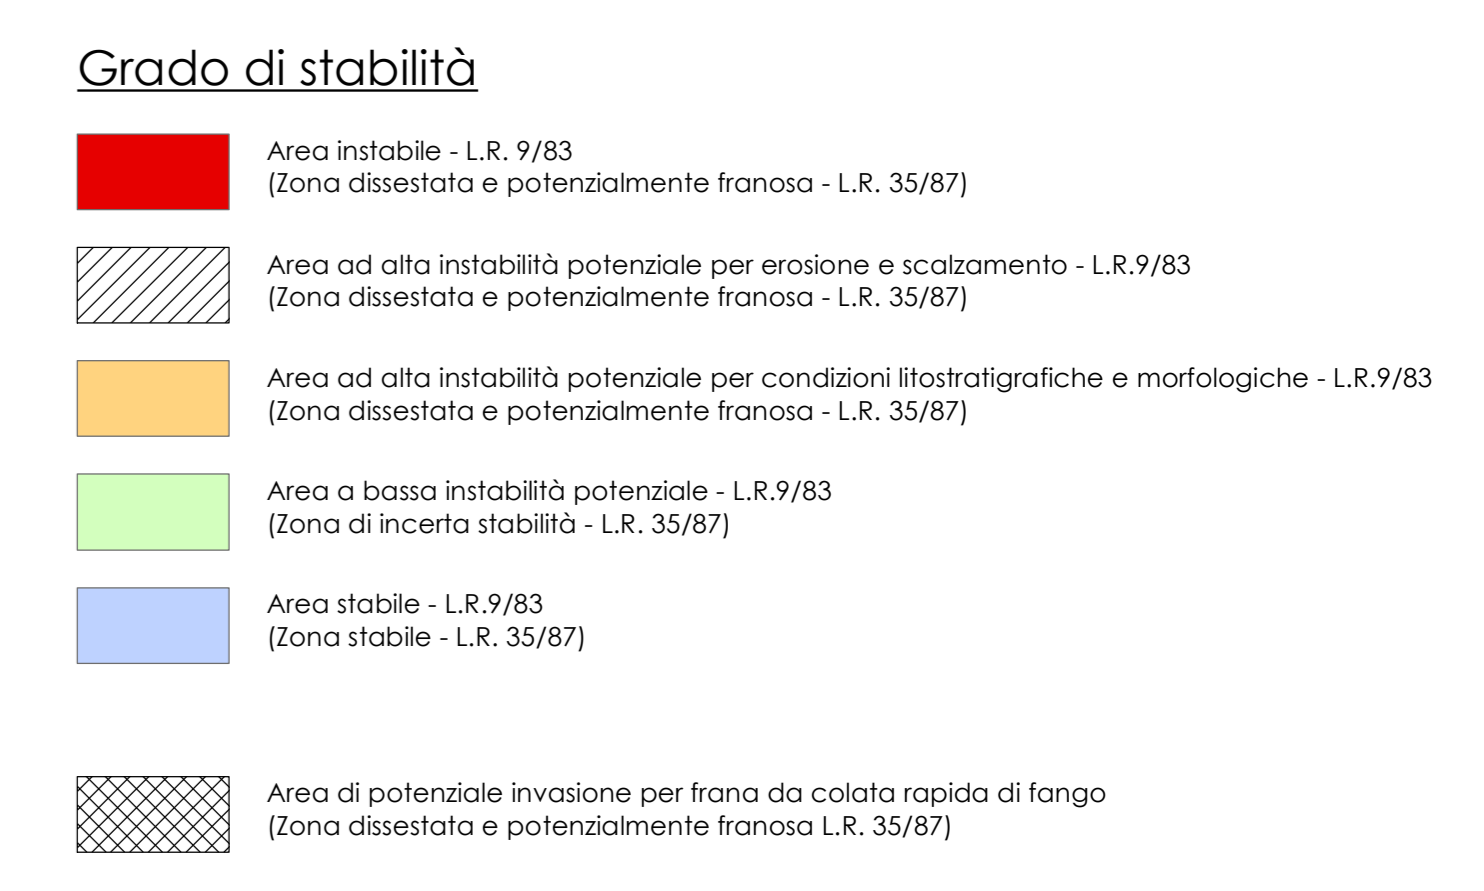 Grado di stabilità
Area instabile - L.R. 9/83
(Zona dissestata e potenzialmente franosa - L.R. 35/87)
Area ad alta instabilità potenziale per erosione e scalzamento - L.R.9/83
(Zona dissestata e potenzialmente franosa - L.R. 35/87)
Area ad alta instabilità potenziale per condizioni litostratigrafiche e morfologiche - L.R.9/83
(Zona dissestata e potenzialmente franosa - L.R. 35/87)
Area a bassa instabilità potenziale - L.R.9/83
(Zona di incerta stabilità - L.R. 35/87)
Area stabile - L.R.9/83
(Zona stabile - L.R. 35/87)
Area di potenziale invasione per frana da colata rapida di fango
(Zona dissestata e potenzialmente franosa L.R. 35/87)